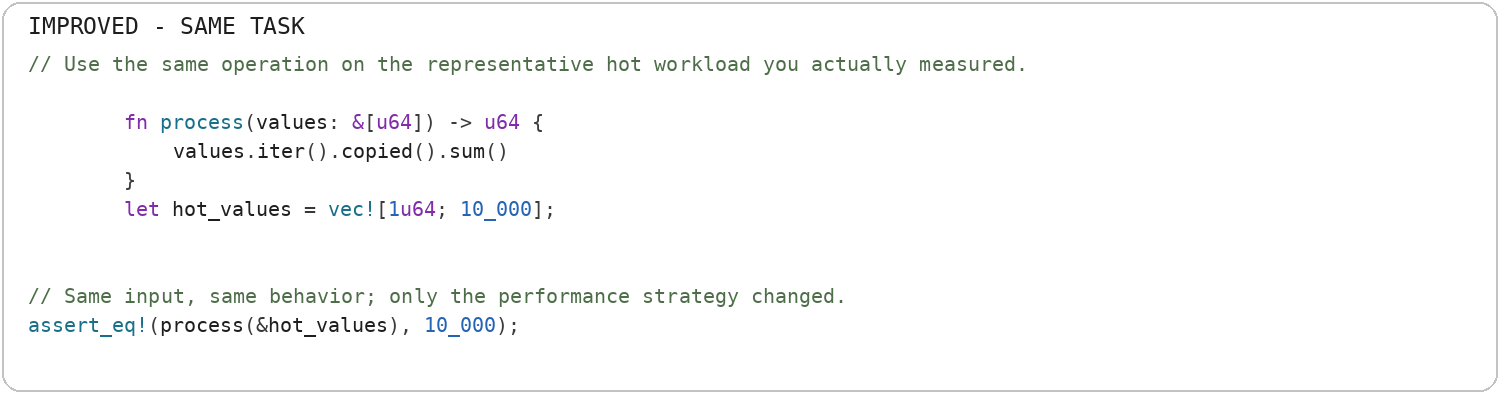 IMPROVED - SAME TASK
// Use the same operation on the representative hot workload you actually measured.
fn process(values: &[u64]) -> u64 {
    values.iter().copied().sum()
}
let hot_values = vec![1u64; 10_000];
// Same input, same behavior; only the performance strategy changed.
assert_eq!(process(&hot_values), 10_000);